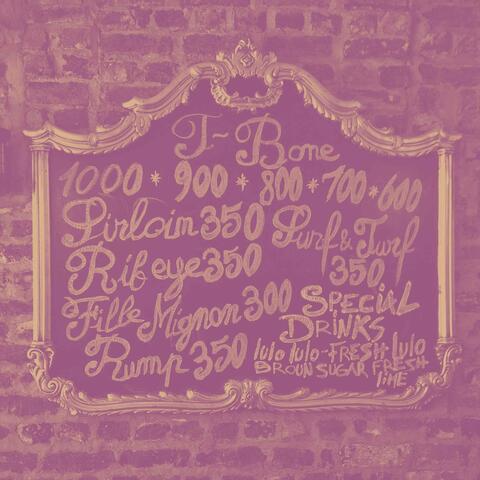 T-Bone
1000 * 900 * 800 * 700 * 600
Sirloin 350
Surf & Turf
350
Rib eye 350
Fille Mignon 300
Rump 350
SPECIAL
DRINKS
lulo lulo - FRESH lulo
BROUN SUGAR FRESH
liME